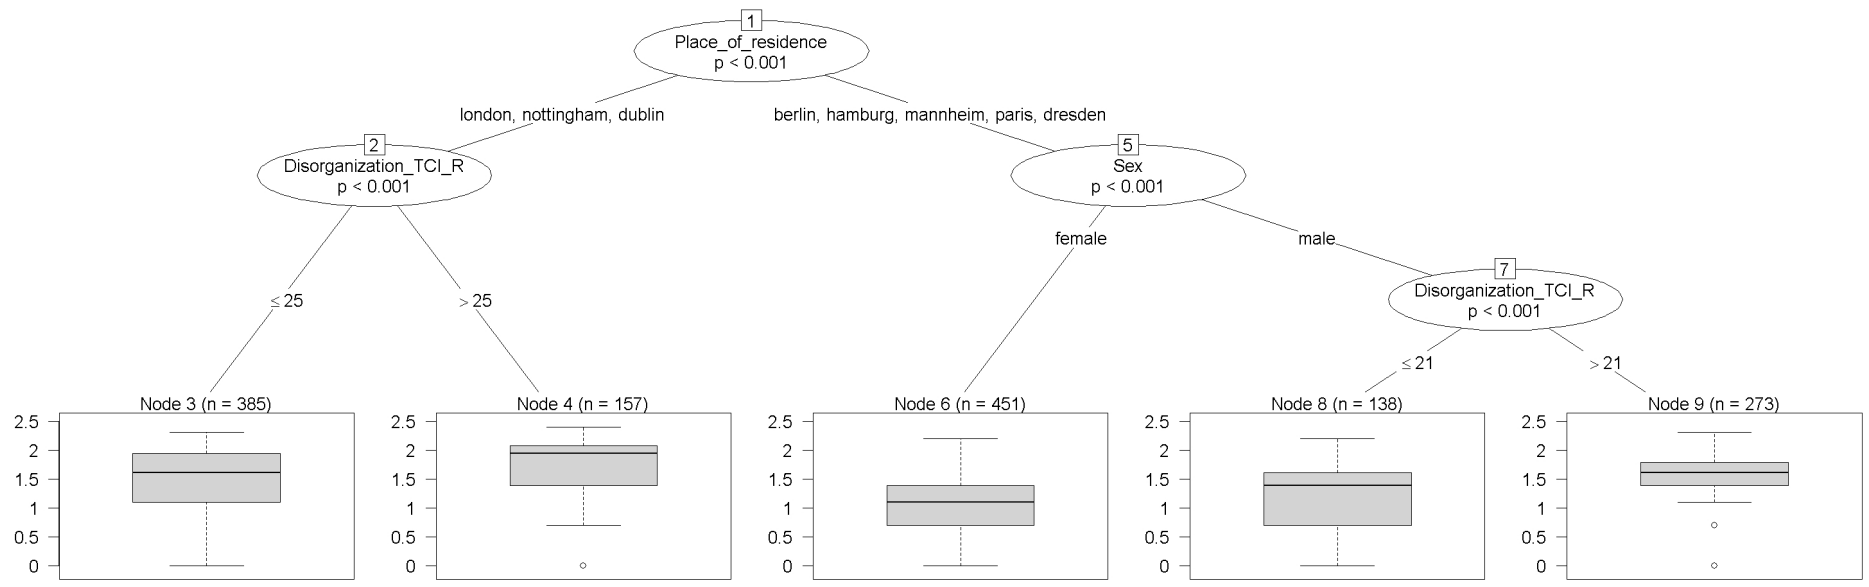 1
Place_of_residence
p < 0.001
london, nottingham, dublin
berlin, hamburg, mannheim, paris, dresden
2
Disorganization_TCI_R
p < 0.001
5
Sex
p < 0.001
female
male
7
Disorganization_TCI_R
p < 0.001
≤ 25
> 25
≤ 21
> 21
Node 3 (n = 385)
2.5
2
1.5
1
0.5
0
Node 4 (n = 157)
2.5
2
1.5
1
0.5
0
Node 6 (n = 451)
2.5
2
1.5
1
0.5
0
Node 8 (n = 138)
2.5
2
1.5
1
0.5
0
Node 9 (n = 273)
2.5
2
1.5
1
0.5
0